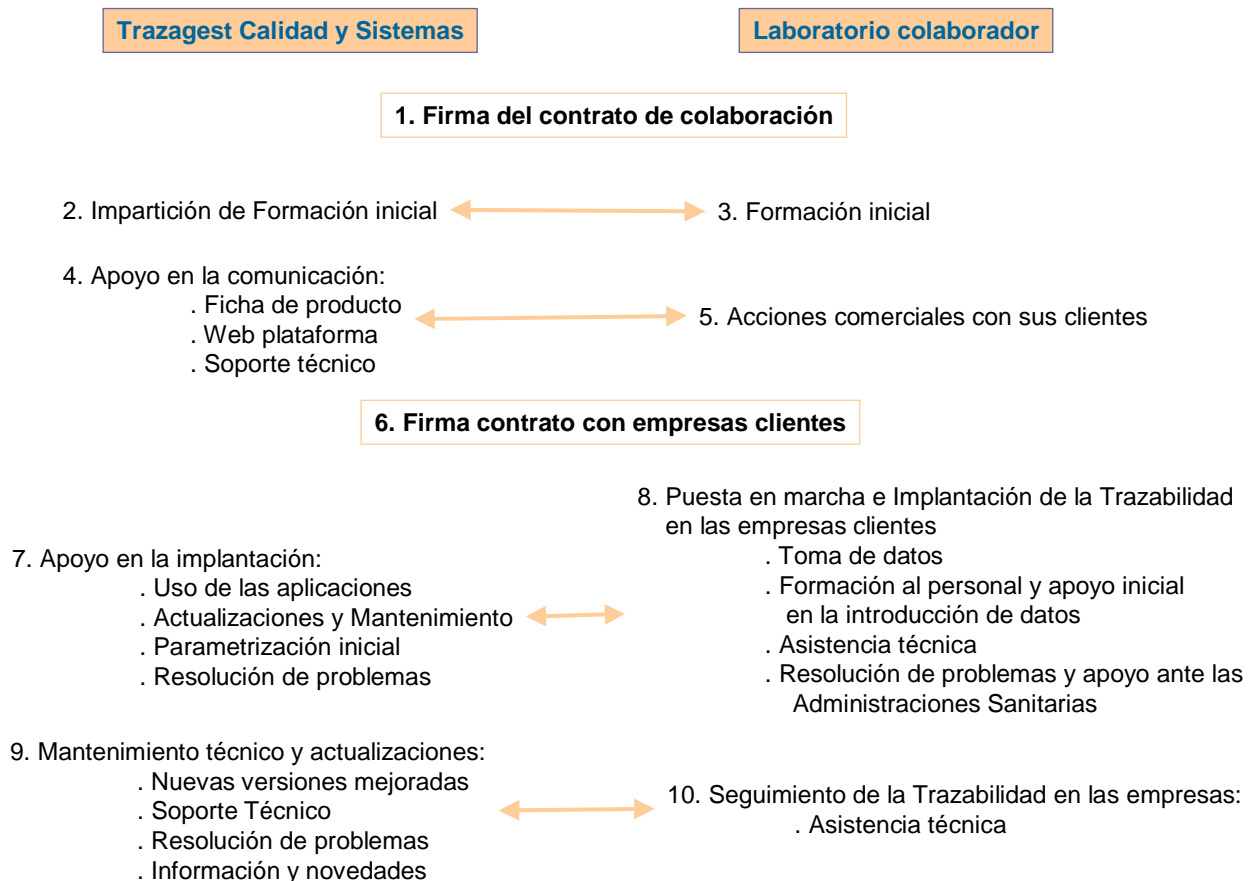 Trazagest Calidad y Sistemas
Laboratorio colaborador
1. Firma del contrato de colaboración
2. Impartición de Formación inicial
3. Formación inicial
4. Apoyo en la comunicación:
. Ficha de producto
. Web plataforma
. Soporte técnico
5. Acciones comerciales con sus clientes
6. Firma contrato con empresas clientes
7. Apoyo en la implantación:
. Uso de las aplicaciones
. Actualizaciones y Mantenimiento
. Parametrización inicial
. Resolución de problemas
8. Puesta en marcha e Implantación de la Trazabilidad
en las empresas clientes
. Toma de datos
. Formación al personal y apoyo inicial
en la introducción de datos
. Asistencia técnica
. Resolución de problemas y apoyo ante las
Administraciones Sanitarias
9. Mantenimiento técnico y actualizaciones:
. Nuevas versiones mejoradas
. Soporte Técnico
. Resolución de problemas
. Información y novedades
10. Seguimiento de la Trazabilidad en las empresas:
. Asistencia técnica